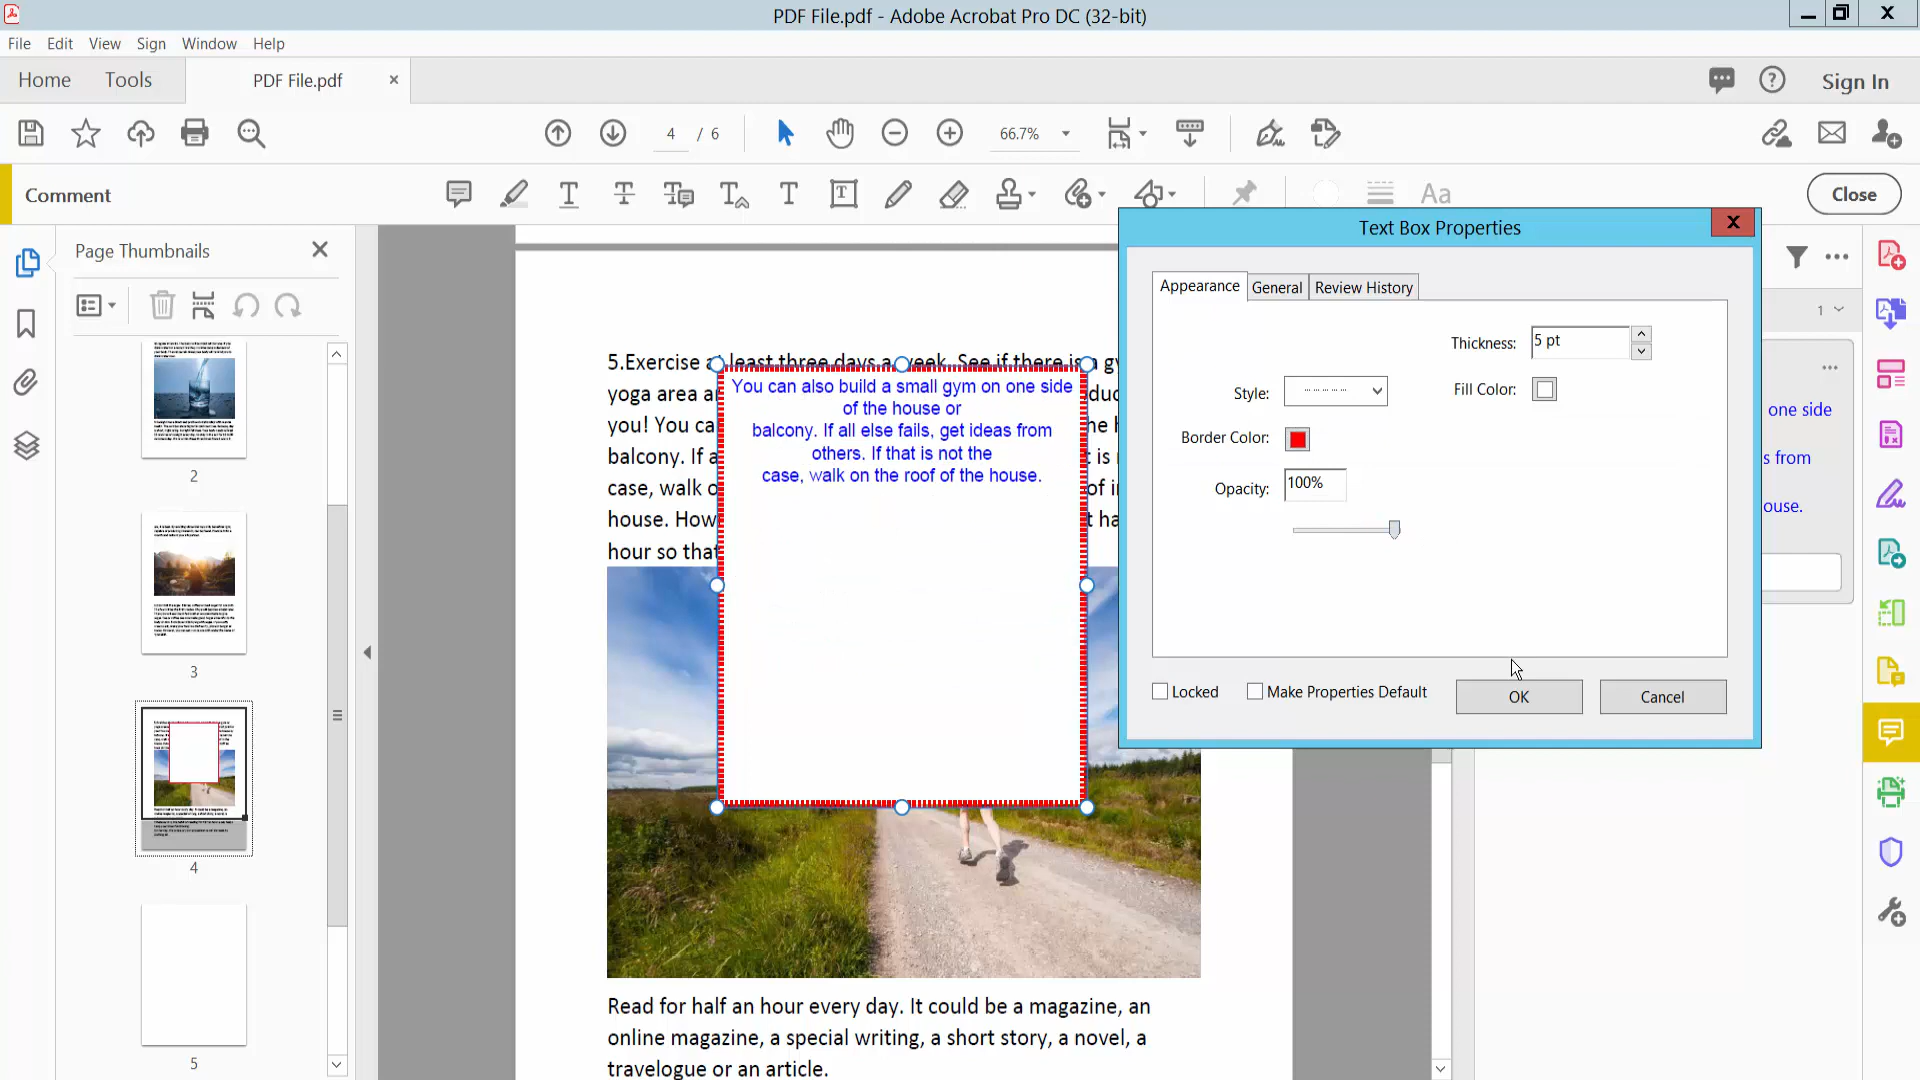 PDF File.pdf - Adobe Acrobat Pro DC (32-bit)
File Edit View Sign Window Help
Home Tools PDF File.pdf Sign In
4 / 6 66.7%
Comment Aa Close
Page Thumbnails
2
3
4
5
5.Exercise at least three days a week. See if there is
yoga area
you! You
balcony. If
case, walk
house. How
hour so that
You can also build a small gym on one side
of the house or
balcony. If all else fails, get ideas from
others. If that is not the
case, walk on the roof of the house.
Read for half an hour every day. It could be a magazine, an
online magazine, a special writing, a short story, a novel, a
travelogue or an article.
Text Box Properties
Appearance General Review History
Thickness: 5 pt
Style:
Fill Color:
Border Color:
Opacity: 100%
Locked Make Properties Default OK Cancel
1
one side
s from
ouse.